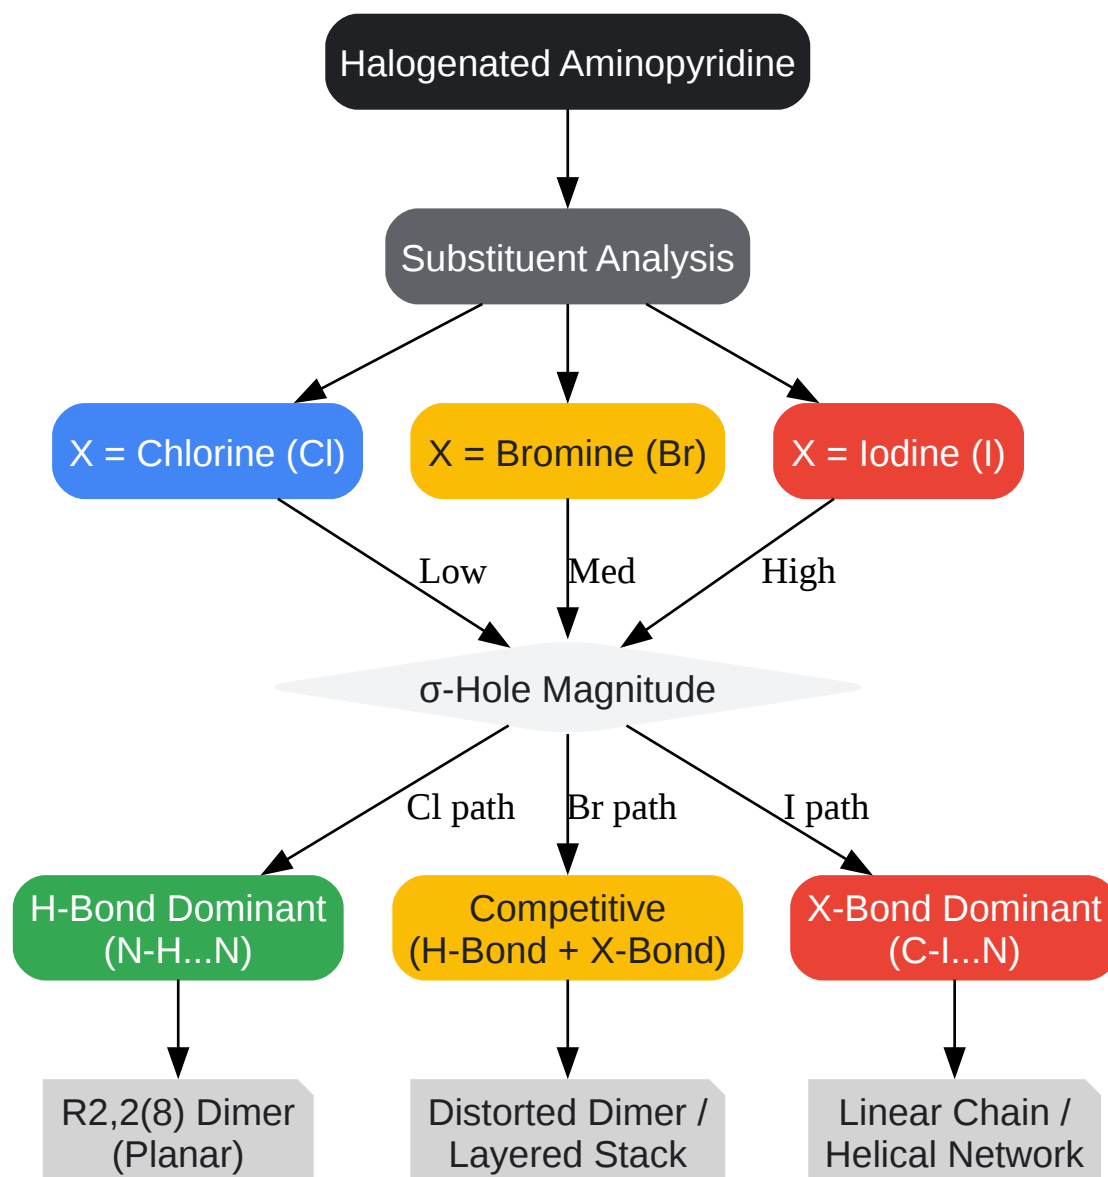 Halogenated Aminopyridine
Substituent Analysis
X = Chlorine (Cl)
X = Bromine (Br)
X = Iodine (I)
Low
Med
High
σ-Hole Magnitude
Cl path
Br path
I path
H-Bond Dominant
(N-H...N)
Competitive
(H-Bond + X-Bond)
X-Bond Dominant
(C-I...N)
R2,2(8) Dimer
(Planar)
Distorted Dimer /
Layered Stack
Linear Chain /
Helical Network